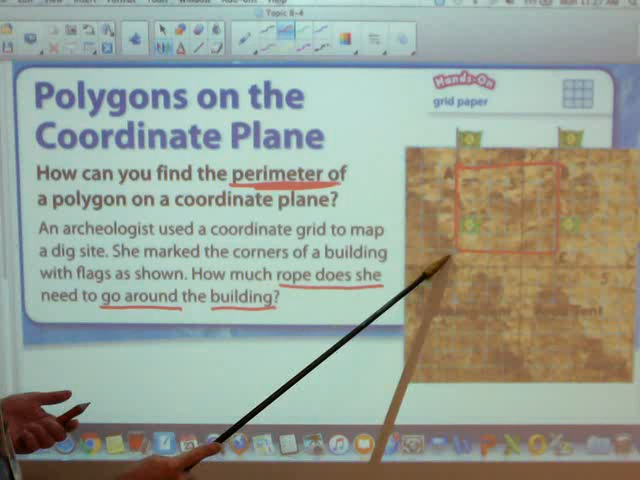 Topic 8-4
Polygons on the
Coordinate Plane
Hands-On
grid paper
How can you find the perimeter of
a polygon on a coordinate plane?
An archeologist used a coordinate grid to map
a dig site. She marked the corners of a building
with flags as shown. How much rope does she
need to go around the building?